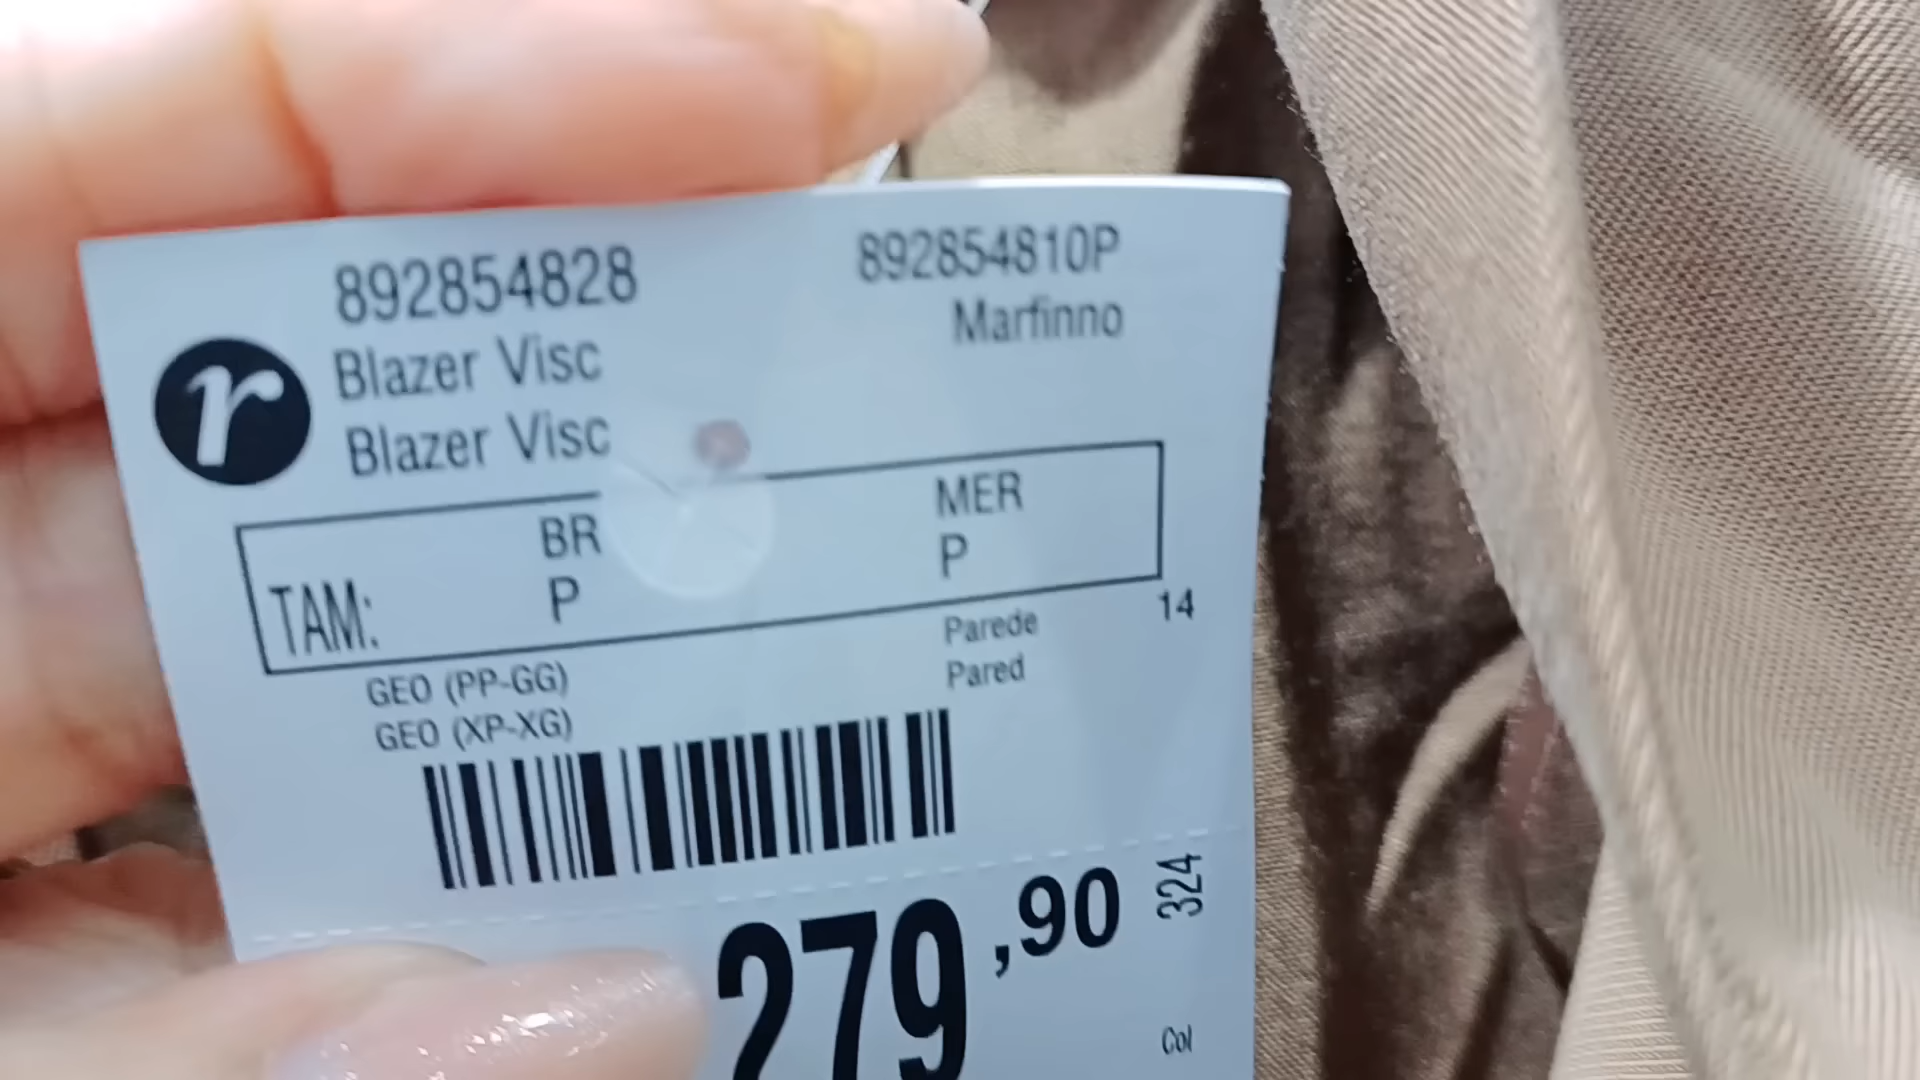 892854828
892854810P
Marfinno
r
Blazer Visc
Blazer Visc
BR
MER
TAM:
P
P
Parede
14
Pared
GEO (PP-GG)
GEO (XP-XG)
279,90
324
Col